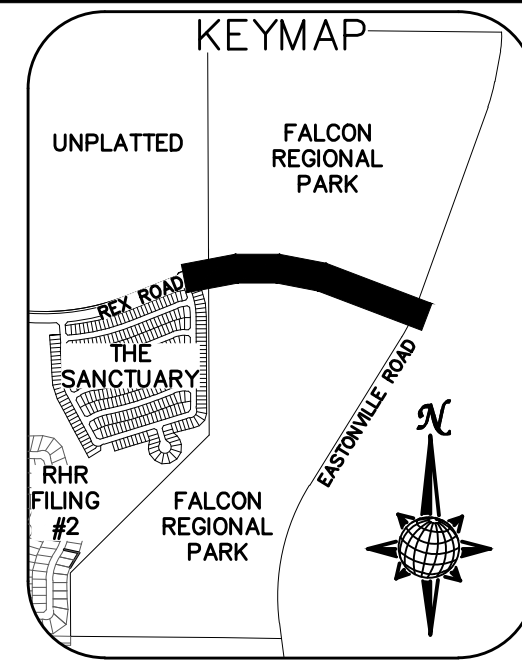 KEYMAP
UNPLATTED
FALCON
REGIONAL
PARK
REX ROAD
THE
SANCTUARY
EASTONVILLE ROAD
N
RHR
FILING
#2
FALCON
REGIONAL
PARK